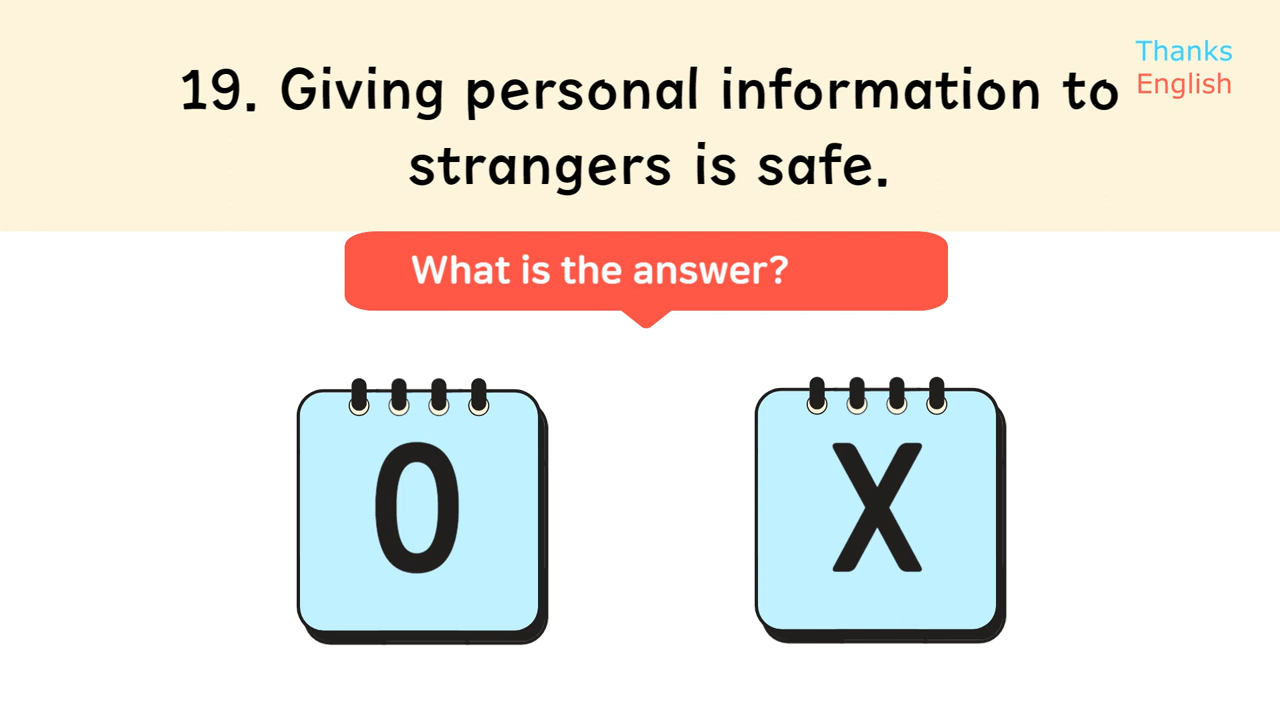 19. Giving personal information to
strangers is safe.
Thanks
English
What is the answer?
O
X